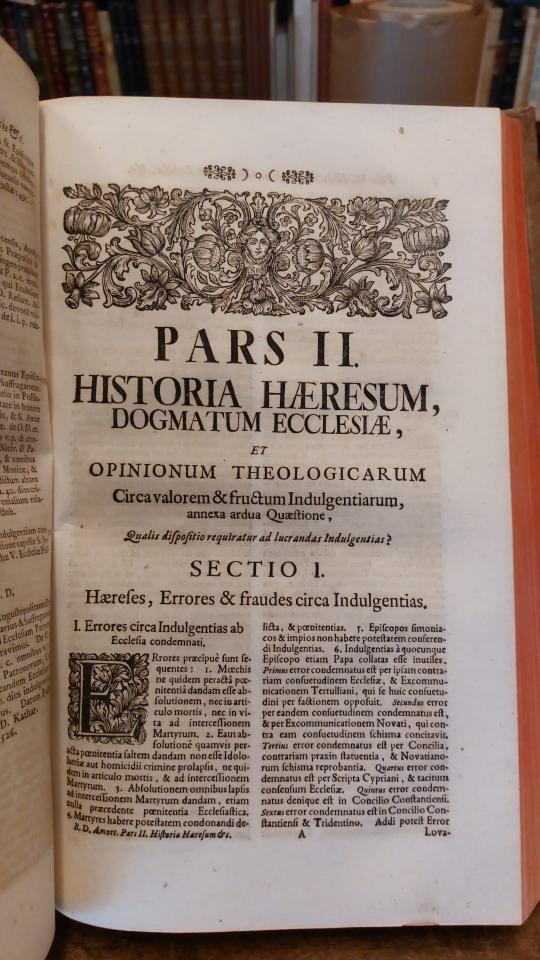 PARS II.
HISTORIA HÆRESUM,
DOGMATUM ECCLESIÆ,
ET
OPINIONUM THEOLOGICARUM
Circa valorem & fructum Indulgentiarum,
annexa ardua Quæstione,
Qualis dispositio requiratur ad lucrandas Indulgentias?
SECTIO I.
Hæreses, Errores & fraudes circa Indulgentias.
I. Errores circa Indulgentias ab
Ecclesia condemnati.
ERrores præcipuè sunt se-
quentes: 1. Mœchis
ne quidem peractâ pœ-
nitentiâ dandam esse ab-
solutionem, nec in arti-
culo mortis, nec in vi-
ta ad intercessionem
Martyrum. 2. Eam ab-
solutionē quamvis per-
acta pœnitentia saltem dandam non esse Idolo-
latriæ aut homicidii crimine prolapsis, ne qui-
dem in articulo mortis, & ad intercessionem
Martyrum. 3. Absolutionem omnibus lapsis
ad intercessionem Martyrum dandam, etiam
nulla præcedente pœnitentia Ecclesiastica.
4. Martyres habere potestatem condonandi de-
R. D. Amort. Pars II. Historia Hæresum &c.
licta, & pœnitentias. 5. Episcopos simonia-
cos & impios non habere potestatem conferen-
di Indulgentias. 6. Indulgentias à quocunque
Episcopo etiam Papa collatas esse inutiles.
Primus error condemnatus est per ipsam contra-
riam consuetudinem Ecclesiæ, & Excommu-
nicationem Tertulliani, qui se huic consuetu-
dini per factionem opposuit. Secundus error
per eandem consuetudinem condemnatus est,
& per Excommunicationem Novati, qui con-
tra eam consuetudinem schisma concitavit.
Tertius error condemnatus est per Concilia,
contrariam praxin statuentia, & Novatiano-
rum schisma reprobantia. Quartus error con-
demnatus est per Scripta Cypriani, & tacitum
consensum Ecclesiæ. Quintus error condem-
natus denique est in Concilio Constantiensi.
Sextus error condemnatus est in Concilio Con-
stantiensi & Tridentino. Addi potest Error
A
Lova-